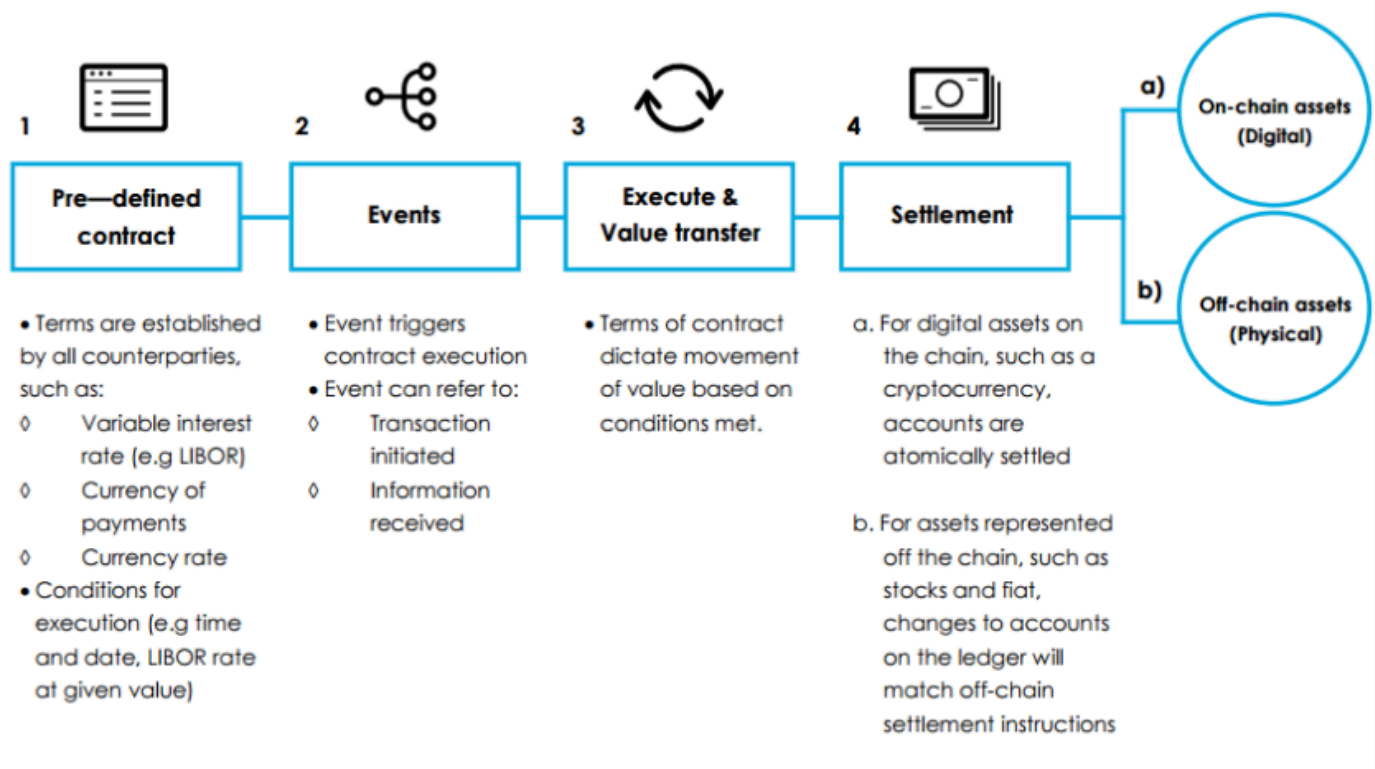 1
Pre—defined
contract
• Terms are established
by all counterparties,
such as:
◊ Variable interest
rate (e.g LIBOR)
◊ Currency of
payments
◊ Currency rate
• Conditions for
execution (e.g time
and date, LIBOR rate
at given value)
2
Events
• Event triggers
contract execution
• Event can refer to:
◊ Transaction
initiated
◊ Information
received
3
Execute &
Value transfer
• Terms of contract
dictate movement
of value based on
conditions met.
4
Settlement
a. For digital assets on
the chain, such as a
cryptocurrency,
accounts are
atomically settled
b. For assets represented
off the chain, such as
stocks and fiat,
changes to accounts
on the ledger will
match off-chain
settlement instructions
a)
On-chain assets
(Digital)
b)
Off-chain assets
(Physical)